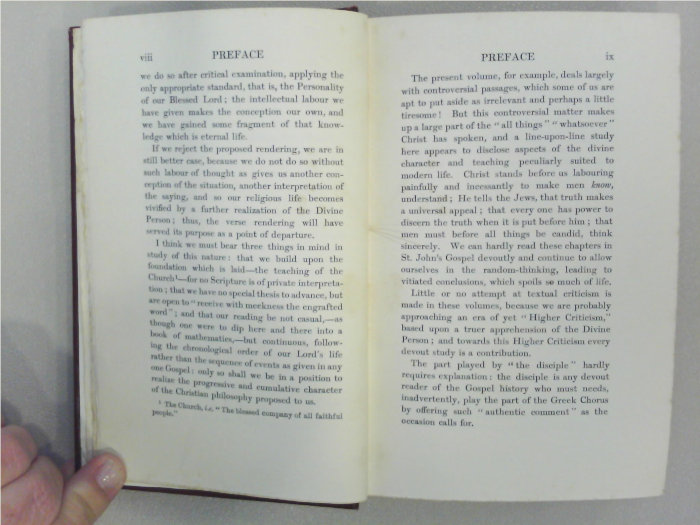 viii
PREFACE
we do so after critical examination, applying the
only appropriate standard, that is, the Personality
of our Blessed Lord; the intellectual labour we
have given makes the conception our own, and
we have gained some fragment of that know-
ledge which is eternal life.
If we reject the proposed rendering, we are in
still better case, because we do not do so without
such labour of thought as gives us another con-
ception of the situation, another interpretation of
the saying, and so our religious life becomes
vivified by a further realization of the Divine
Person; thus, the verse rendering will have
served its purpose as a point of departure.
I think we must bear three things in mind in
study of this nature: that we build upon the
foundation which is laid—the teaching of the
Church¹—for no Scripture is of private interpreta-
tion; that we have no special thesis to advance, but
are open to "receive with meekness the engrafted
word"; and that our reading be not casual,—as
though one were to dip here and there into a
book of mathematics,—but continuous, follow-
ing the chronological order of our Lord's life
rather than the sequence of events as given in any
one Gospel: only so shall we be in a position to
realise the progressive and cumulative character
of the Christian philosophy proposed to us.
¹ The Church, i.e. "The blessed company of all faithful
people."
PREFACE
ix
The present volume, for example, deals largely
with controversial passages, which some of us are
apt to put aside as irrelevant and perhaps a little
tiresome! But this controversial matter makes
up a large part of the "all things" "whatsoever"
Christ has spoken, and a line-upon-line study
here appears to disclose aspects of the divine
character and teaching peculiarly suited to
modern life. Christ stands before us labouring
painfully and incessantly to make men know,
understand; He tells the Jews, that truth makes
a universal appeal; that every one has power to
discern the truth when it is put before him; that
men must before all things be candid, think
sincerely. We can hardly read these chapters in
St. John's Gospel devoutly and continue to allow
ourselves in the random-thinking, leading to
vitiated conclusions, which spoils so much of life.
Little or no attempt at textual criticism is
made in these volumes, because we are probably
approaching an era of yet "Higher Criticism,"
based upon a truer apprehension of the Divine
Person; and towards this Higher Criticism every
devout study is a contribution.
The part played by "the disciple" hardly
requires explanation: the disciple is any devout
reader of the Gospel history who must needs,
inadvertently, play the part of the Greek Chorus
by offering such "authentic comment" as the
occasion calls for.